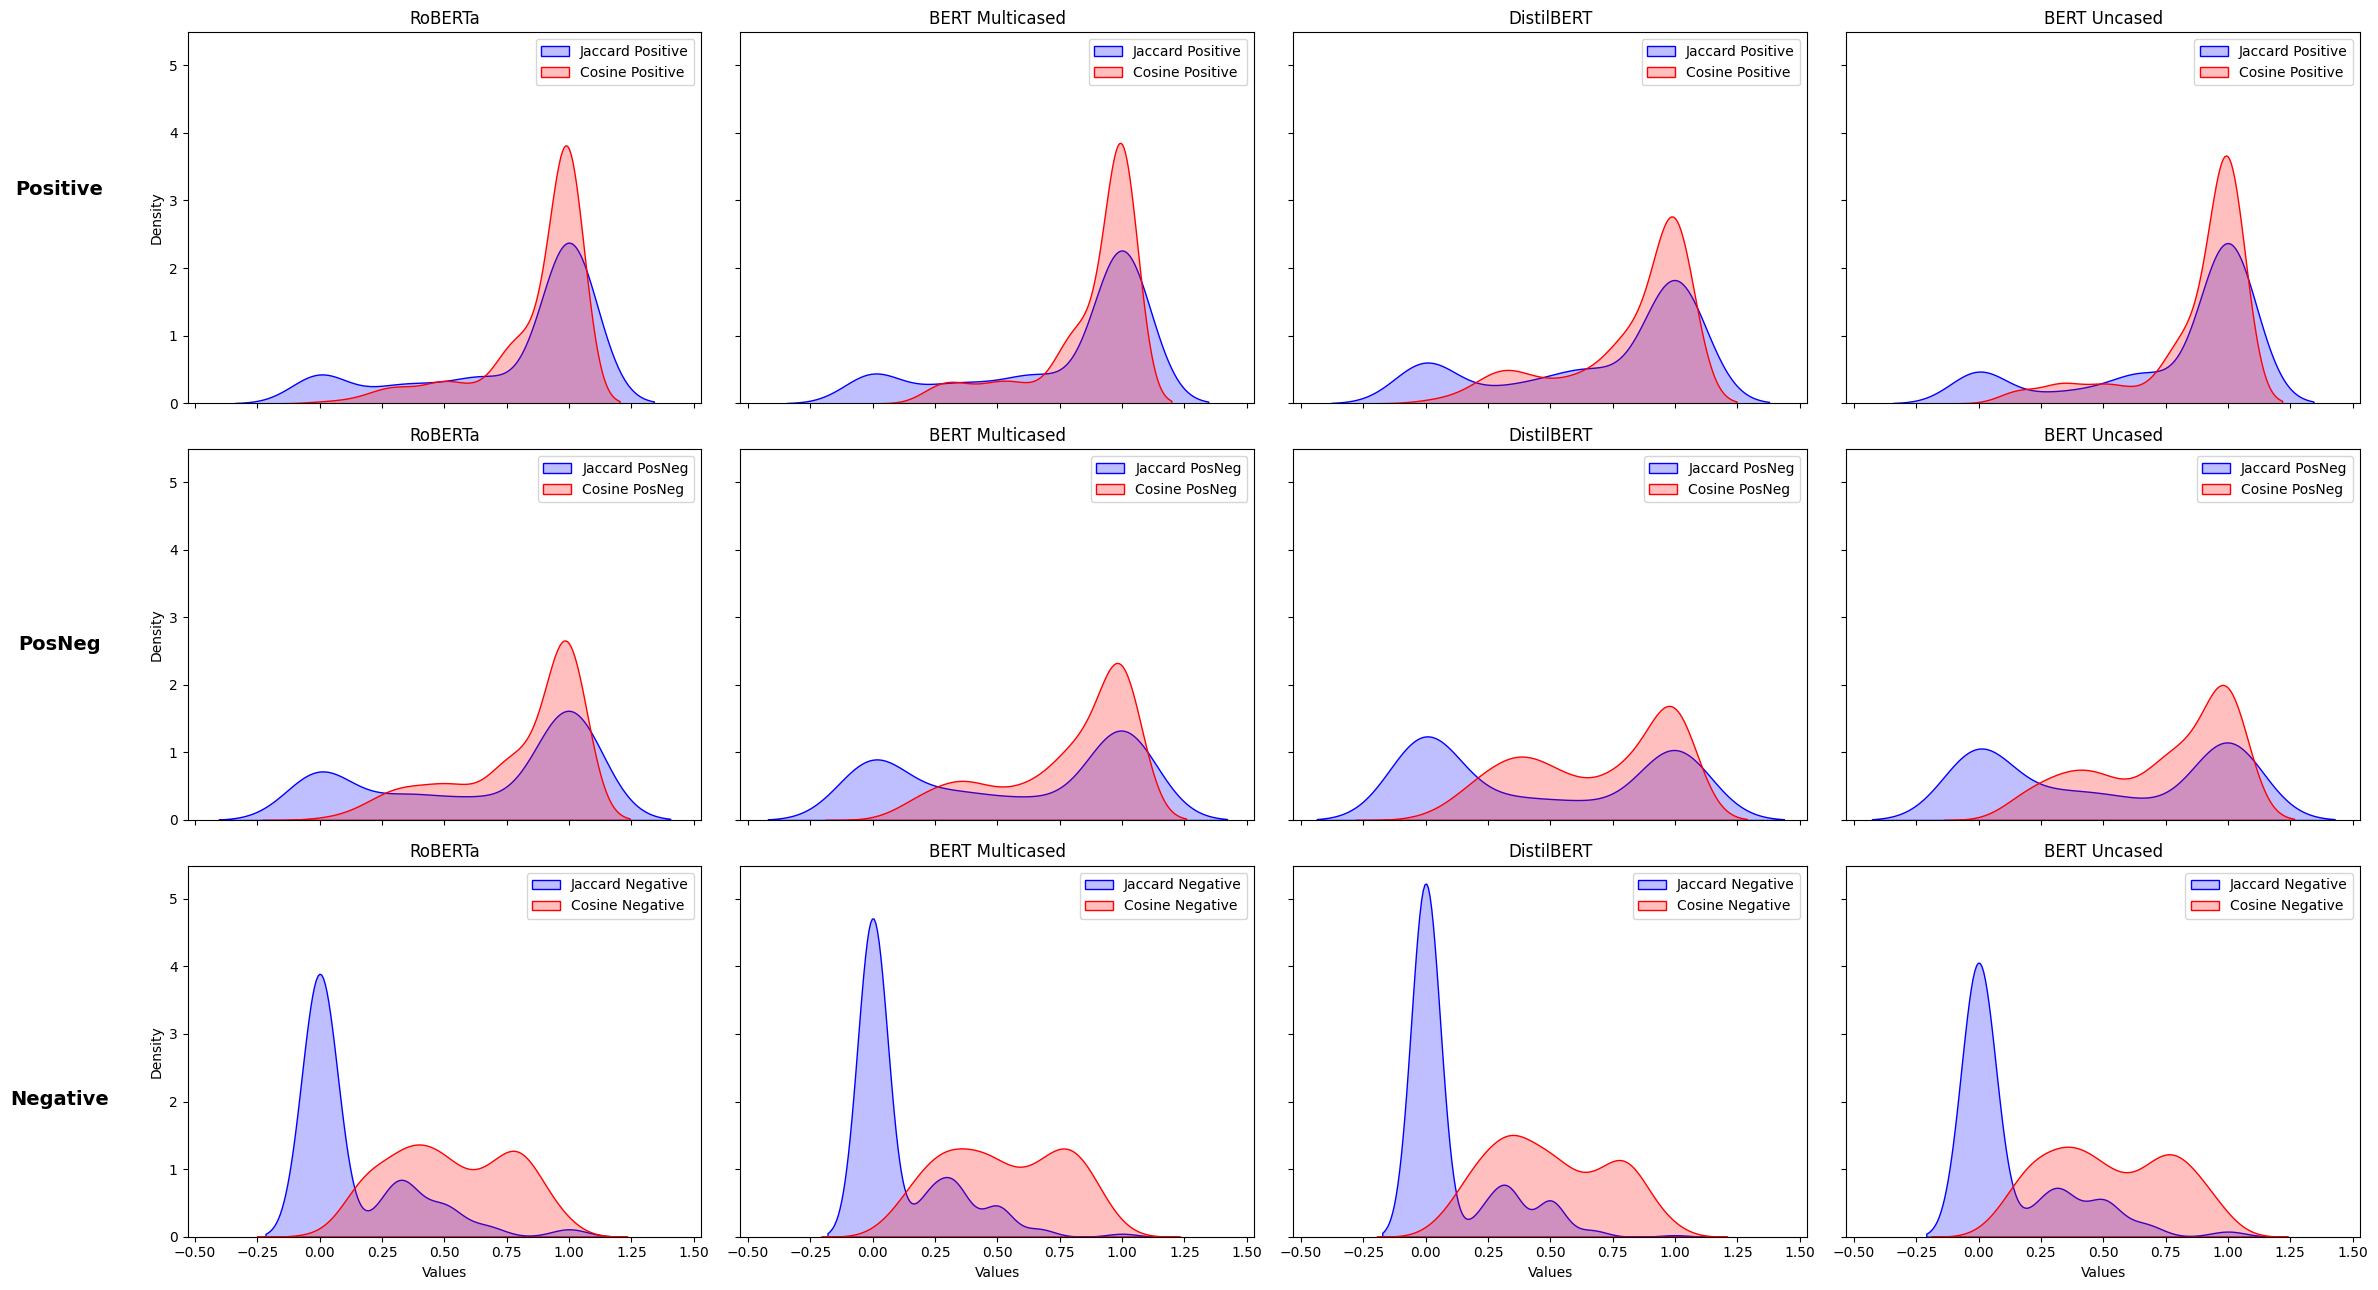 RoBERTa
BERT Multicased
DistilBERT
BERT Uncased
Positive
Density
5
4
3
2
1
0
Jaccard Positive
Cosine Positive
Jaccard Positive
Cosine Positive
Jaccard Positive
Cosine Positive
Jaccard Positive
Cosine Positive
RoBERTa
BERT Multicased
DistilBERT
BERT Uncased
PosNeg
Density
5
4
3
2
1
0
Jaccard PosNeg
Cosine PosNeg
Jaccard PosNeg
Cosine PosNeg
Jaccard PosNeg
Cosine PosNeg
Jaccard PosNeg
Cosine PosNeg
RoBERTa
BERT Multicased
DistilBERT
BERT Uncased
Negative
Density
5
4
3
2
1
0
Jaccard Negative
Cosine Negative
Jaccard Negative
Cosine Negative
Jaccard Negative
Cosine Negative
Jaccard Negative
Cosine Negative
−0.50 −0.25 0.00 0.25 0.50 0.75 1.00 1.25 1.50
−0.50 −0.25 0.00 0.25 0.50 0.75 1.00 1.25 1.50
−0.50 −0.25 0.00 0.25 0.50 0.75 1.00 1.25 1.50
−0.50 −0.25 0.00 0.25 0.50 0.75 1.00 1.25 1.50
Values
Values
Values
Values